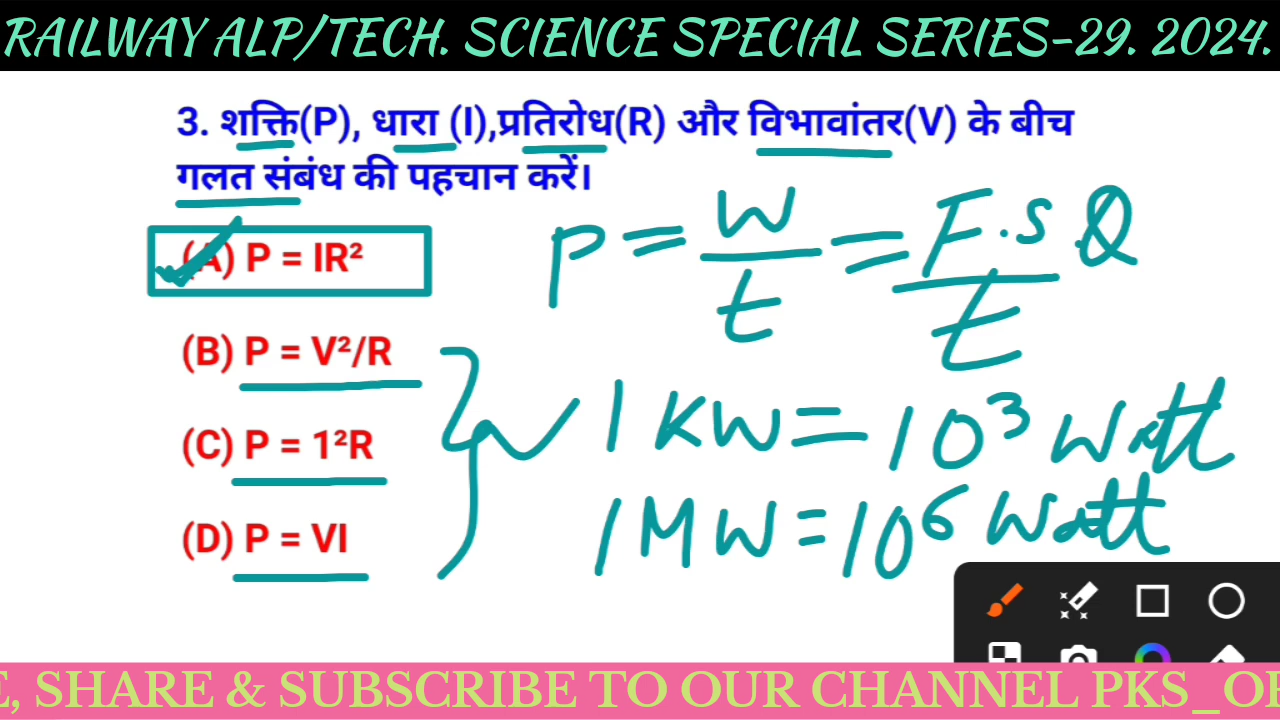 RAILWAY ALP/TECH. SCIENCE SPECIAL SERIES-29. 2024.
3. शक्ति(P), धारा (I),प्रतिरोध(R) और विभावांतर(V) के बीच
गलत संबंध की पहचान करें।
(A) P = IR²
(B) P = V²/R
(C) P = 1²R
(D) P = VI
P = W/t = F.s/t Q
1 KW = 10³ Watt
1 MW = 10⁶ Watt
E, SHARE & SUBSCRIBE TO OUR CHANNEL PKS_OF